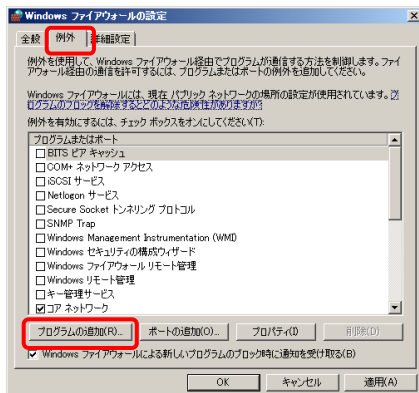 Windows ファイアウォールの設定
全般 例外 詳細設定
例外を使用して、Windows ファイアウォール経由でプログラムが通信する方法を制御します。ファイ
アウォール経由の通信を許可するには、プログラムまたはポートの例外を追加してください。
Windows ファイアウォールには、現在 パブリック ネットワークの場所の設定が使用されています。プ
ログラムのブロックを解除するとどのような危険性がありますか?
例外を有効にするには、チェック ボックスをオンにしてください(T):
プログラムまたはポート
BITS ピア キャッシュ
COM+ ネットワーク アクセス
iSCSI サービス
Netlogon サービス
Secure Socket トンネリング プロトコル
SNMP Trap
Windows Management Instrumentation (WMI)
Windows セキュリティの構成ウィザード
Windows ファイアウォール リモート管理
Windows リモート管理
キー管理サービス
コア ネットワーク
プログラムの追加(R)... ポートの追加(O)... プロパティ(I) 削除(D)
Windows ファイアウォールによる新しいプログラムのブロック時に通知を受け取る(B)
OK キャンセル 適用(A)